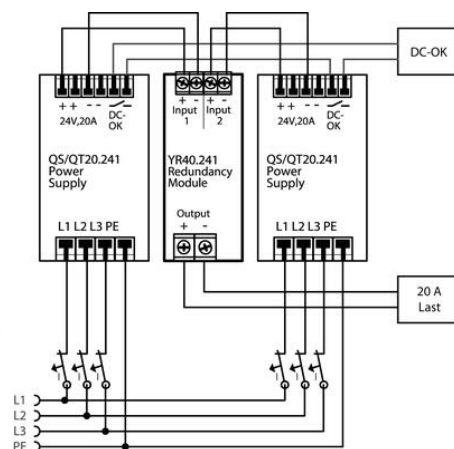 DC-OK
+ + - - DC-
24V,20A OK
QS/QT20.241
Power
Supply
L1 L2 L3 PE
+ - + -
Input Input
1 2
YR40.241
Redundancy
Module
Output
+ -
+ + - - DC-
24V,20A OK
QS/QT20.241
Power
Supply
L1 L2 L3 PE
20 A
Last
L1
L2
L3
PE